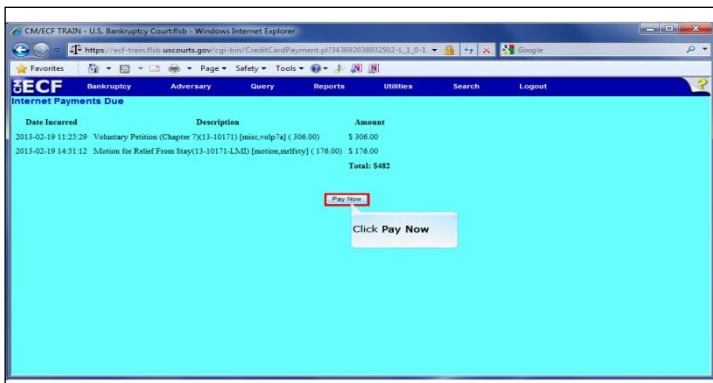 CM/ECF TRAIN - U.S. Bankruptcy Court:flsb - Windows Internet Explorer
https://ecf-train.flsb.uscourts.gov/cgi-bin/CreditCardPayment.pl?343692038932502-L_1_0-1 Google
Favorites Page Safety Tools
ECF Bankruptcy Adversary Query Reports Utilities Search Logout ?
Internet Payments Due
Date Incurred Description Amount
2013-02-19 11:25:29 Voluntary Petition (Chapter 7)(13-10171) [misc,volp7a] ( 306.00) $ 306.00
2013-02-19 14:51:12 Motion for Relief From Stay(13-10171-LMI) [motion,mrlfsty] ( 176.00) $ 176.00
Total: $482
Pay Now
Click Pay Now